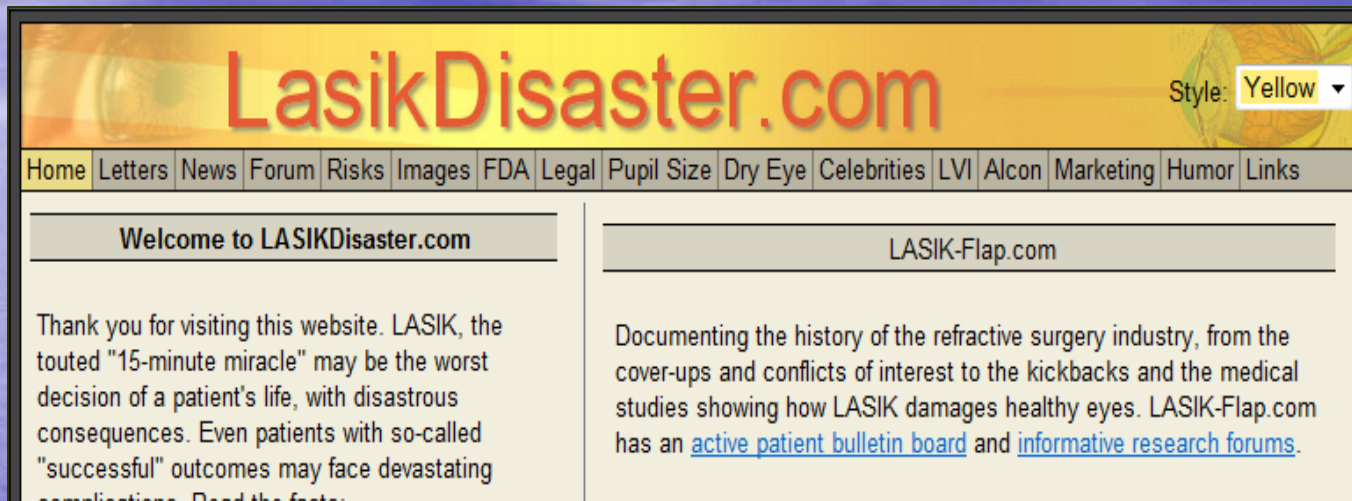 LasikDisaster.com
Style: Yellow
Home Letters News Forum Risks Images FDA Legal Pupil Size Dry Eye Celebrities LVI Alcon Marketing Humor Links
Welcome to LASIKDisaster.com
Thank you for visiting this website. LASIK, the
touted "15-minute miracle" may be the worst
decision of a patient's life, with disastrous
consequences. Even patients with so-called
"successful" outcomes may face devastating
complications. Read the facts:
LASIK-Flap.com
Documenting the history of the refractive surgery industry, from the
cover-ups and conflicts of interest to the kickbacks and the medical
studies showing how LASIK damages healthy eyes. LASIK-Flap.com
has an active patient bulletin board and informative research forums.